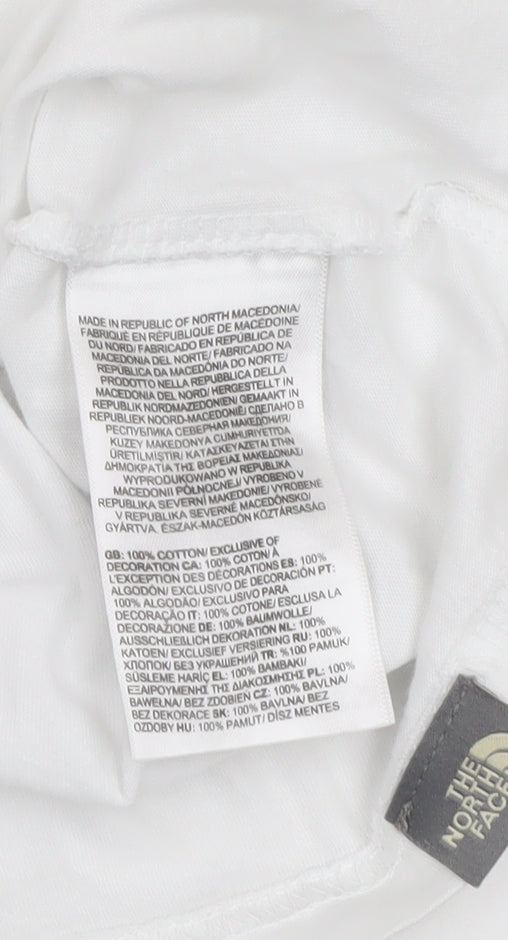 MADE IN REPUBLIC OF NORTH MACEDONIA/
FABRIQUÉ EN RÉPUBLIQUE DE MACÉDOINE
DU NORD/ FABRICADO EN REPÚBLICA DE
MACEDONIA DEL NORTE/ FABRICADO NA
REPÚBLICA DA MACEDÔNIA DO NORTE/
PRODOTTO NELLA REPUBBLICA DELLA
MACEDONIA DEL NORD/ HERGESTELLT IN
REPUBLIK NORDMAZEDONIEN/ GEMAAKT IN
REPUBLIEK NOORD-MACEDONIË/ СДЕЛАНО В
РЕСПУБЛИКА СЕВЕРНАЯ МАКЕДОНИЯ/
KUZEY MAKEDONYA CUMHURIYETI'DA
ÜRETILMIŞTIR/ ΚΑΤΑΣΚΕΥΑΖΕΤΑΙ ΣΤΗΝ
ΔΗΜΟΚΡΑΤΙΑ ΤΗΣ ΒΟΡΕΙΑΣ ΜΑΚΕΔΟΝΙΑΣ/
WYPRODUKOWANO W REPUBLIKA
MACEDONII PÓŁNOCNEJ/ VYROBENO V
REPUBLIKA SEVERNÍ MAKEDONIE/ VYROBENÉ
V REPUBLIKA SEVERNÉ MACEDÓNSKO/
GYÁRTVA, ÉSZAK-MACEDÓN KÖZTÁRSASÁG
GB: 100% COTTON/ EXCLUSIVE OF
DECORATION CA: 100% COTON/ À
L'EXCEPTION DES DÉCORATIONS ES: 100%
ALGODÓN/ EXCLUSIVO DE DECORACIÓN PT:
100% ALGODÃO/ EXCLUSIVO PARA
DECORAÇÃO IT: 100% COTONE/ ESCLUSA LA
DECORAZIONE DE: 100% BAUMWOLLE/
AUSSCHLIEßLICH DEKORATION NL: 100%
KATOEN/ EXCLUSIEF VERSIERING RU: 100%
ХЛОПОК/ БЕЗ УКРАШЕНИЙ TR: %100 PAMUK/
SÜSLEME HARİÇ EL: 100% ΒΑΜΒΑΚΙ/
ΕΞΑΙΡΟΥΜΕΝΗΣ ΤΗΣ ΔΙΑΚΟΣΜΗΣΗΣ PL: 100%
BAWEŁNA/ BEZ ZDOBIEŃ CZ: 100% BAVLNA/
BEZ DEKORACE SK: 100% BAVLNA/ BEZ
OZDOBY HU: 100% PAMUT/ DÍSZ MENTES
THE
NORTH
FACE